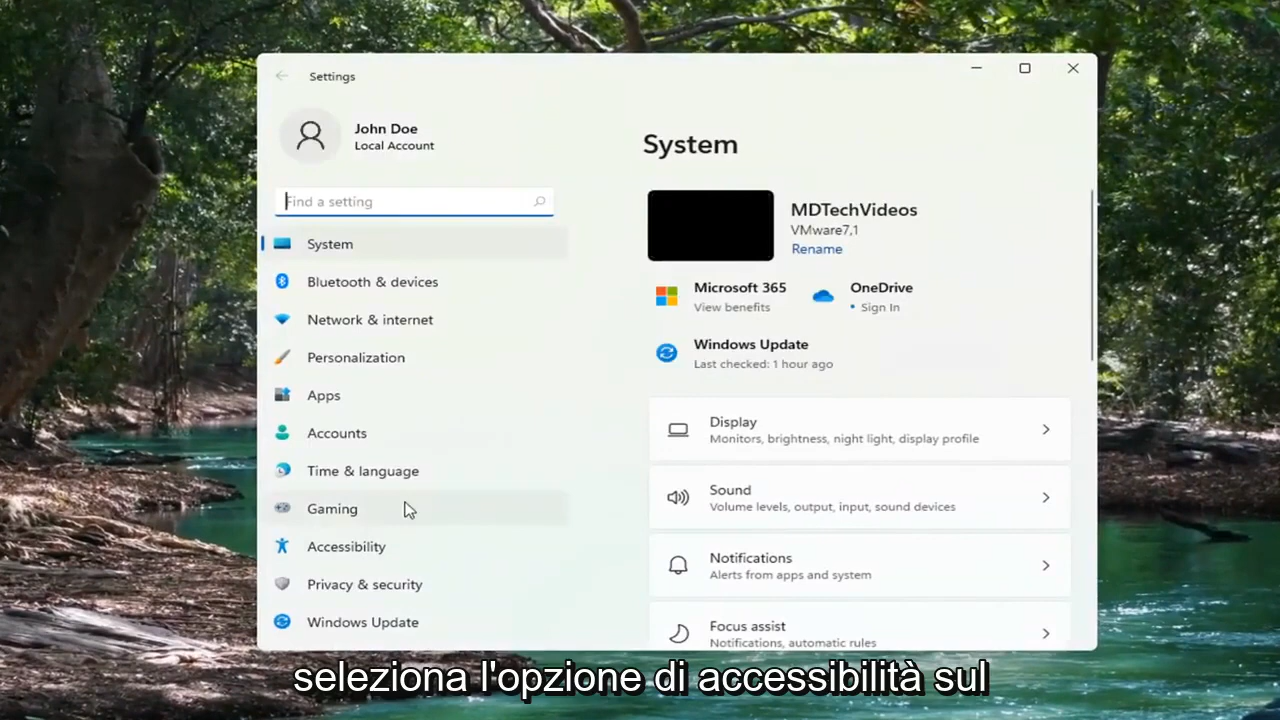 Settings
John Doe
Local Account
Find a setting
System
Bluetooth & devices
Network & internet
Personalization
Apps
Accounts
Time & language
Gaming
Accessibility
Privacy & security
Windows Update
System
MDTechVideos
VMware7,1
Rename
Microsoft 365
View benefits
OneDrive
• Sign In
Windows Update
Last checked: 1 hour ago
Display
Monitors, brightness, night light, display profile
Sound
Volume levels, output, input, sound devices
Notifications
Alerts from apps and system
Focus assist
Notifications, automatic rules
seleziona l'opzione di accessibilità sul